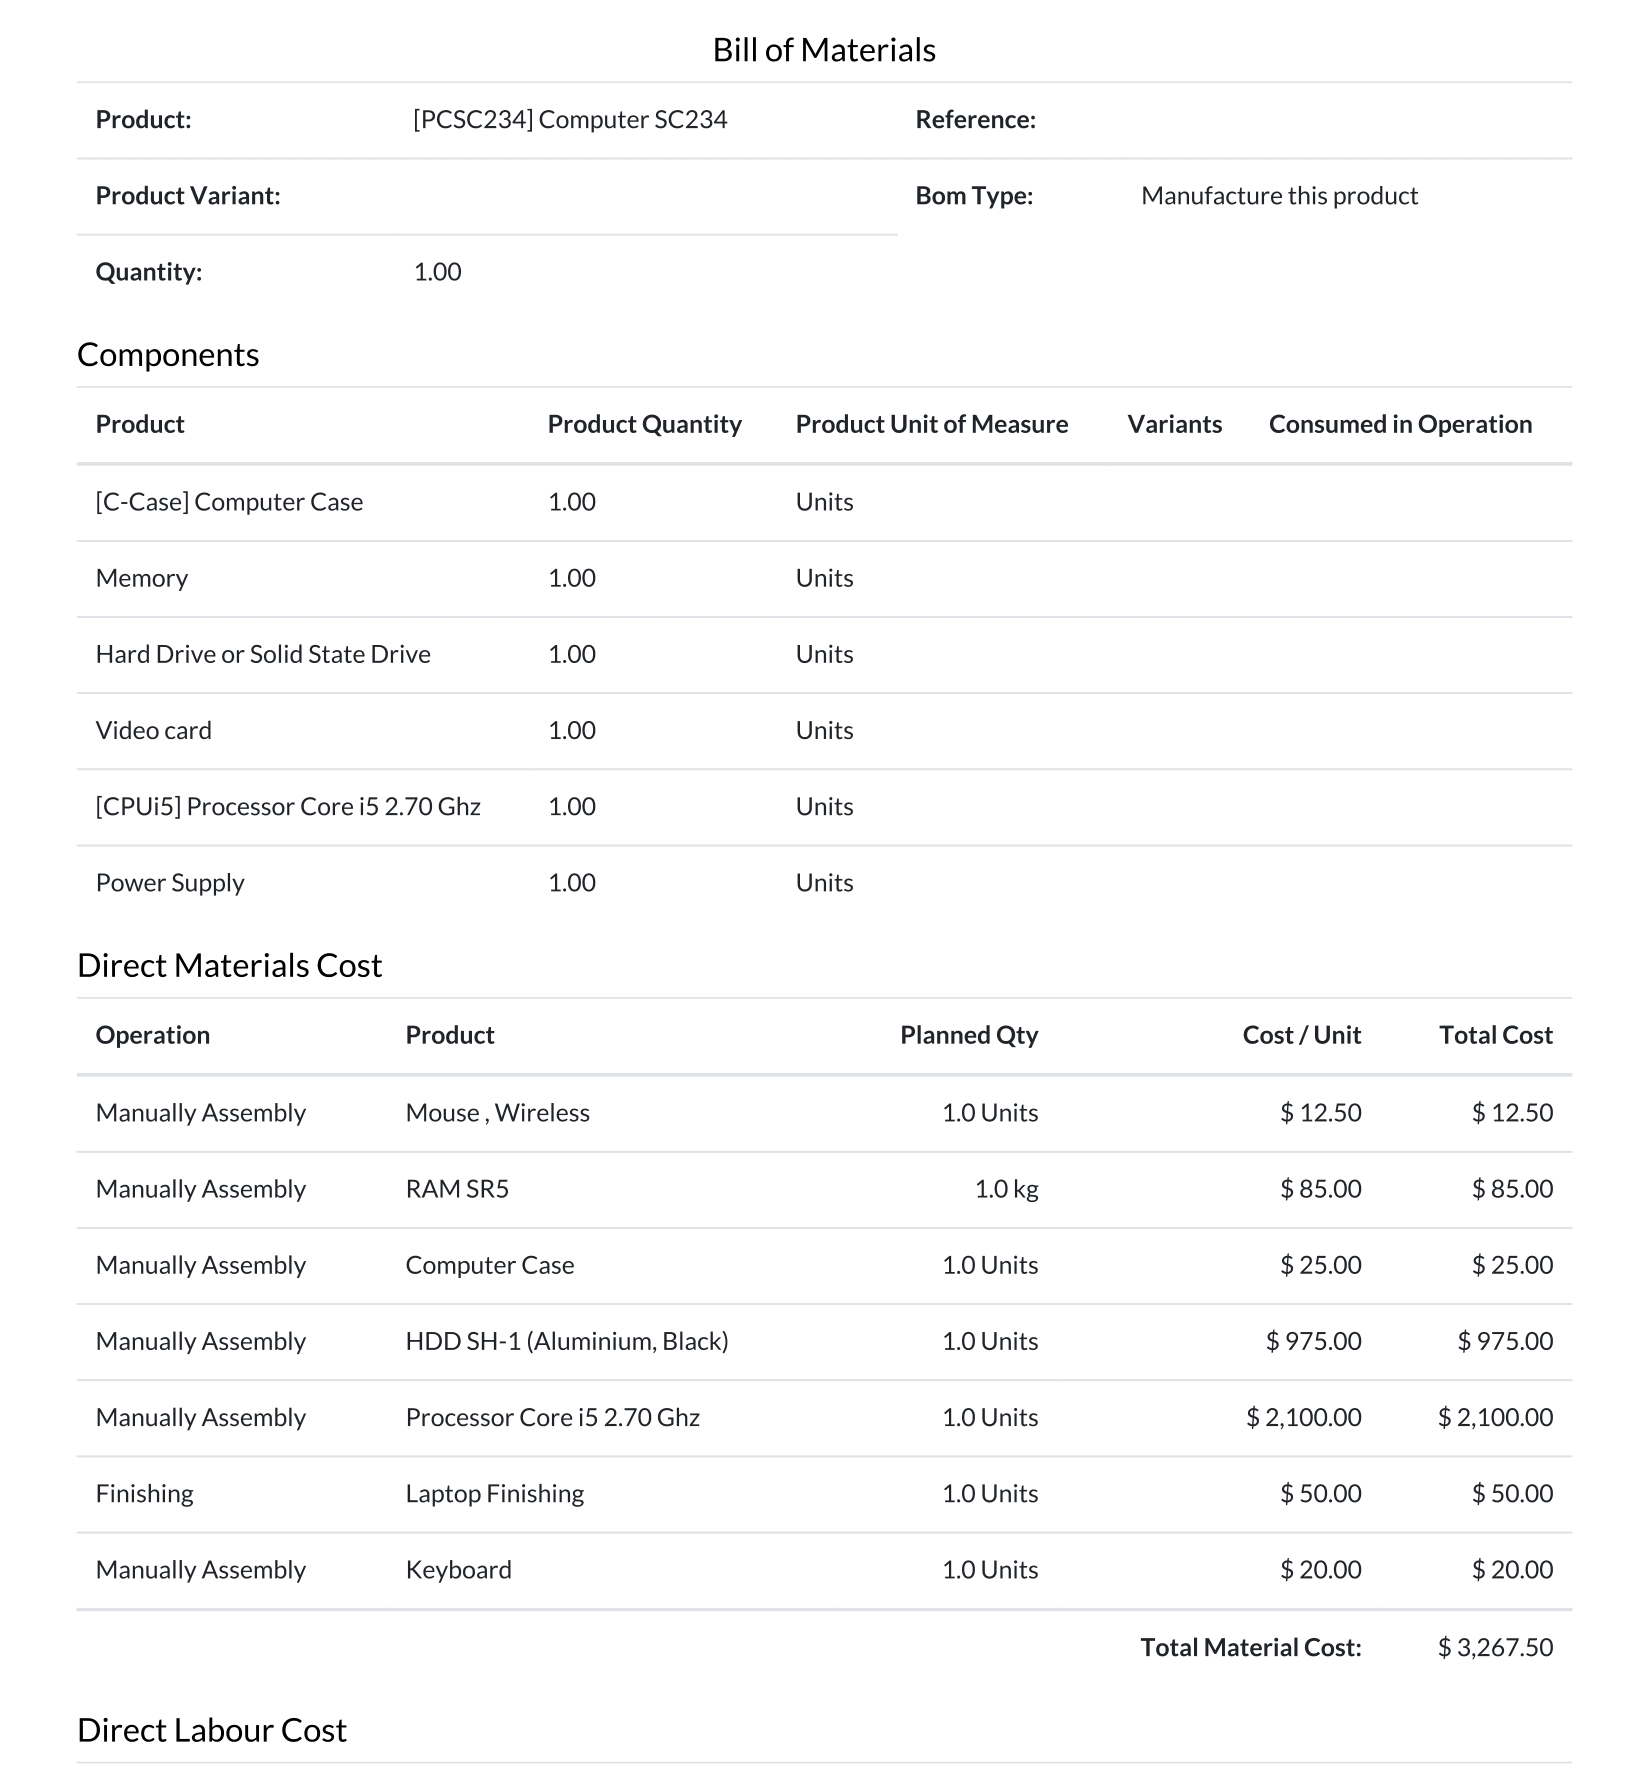 Bill of Materials
Product: [PCSC234] Computer SC234 Reference:
Product Variant: Bom Type: Manufacture this product
Quantity: 1.00
Components
Product Product Quantity Product Unit of Measure Variants Consumed in Operation
[C-Case] Computer Case 1.00 Units
Memory 1.00 Units
Hard Drive or Solid State Drive 1.00 Units
Video card 1.00 Units
[CPUi5] Processor Core i5 2.70 Ghz 1.00 Units
Power Supply 1.00 Units
Direct Materials Cost
Operation Product Planned Qty Cost / Unit Total Cost
Manually Assembly Mouse , Wireless 1.0 Units $ 12.50 $ 12.50
Manually Assembly RAM SR5 1.0 kg $ 85.00 $ 85.00
Manually Assembly Computer Case 1.0 Units $ 25.00 $ 25.00
Manually Assembly HDD SH-1 (Aluminium, Black) 1.0 Units $ 975.00 $ 975.00
Manually Assembly Processor Core i5 2.70 Ghz 1.0 Units $ 2,100.00 $ 2,100.00
Finishing Laptop Finishing 1.0 Units $ 50.00 $ 50.00
Manually Assembly Keyboard 1.0 Units $ 20.00 $ 20.00
Total Material Cost: $ 3,267.50
Direct Labour Cost